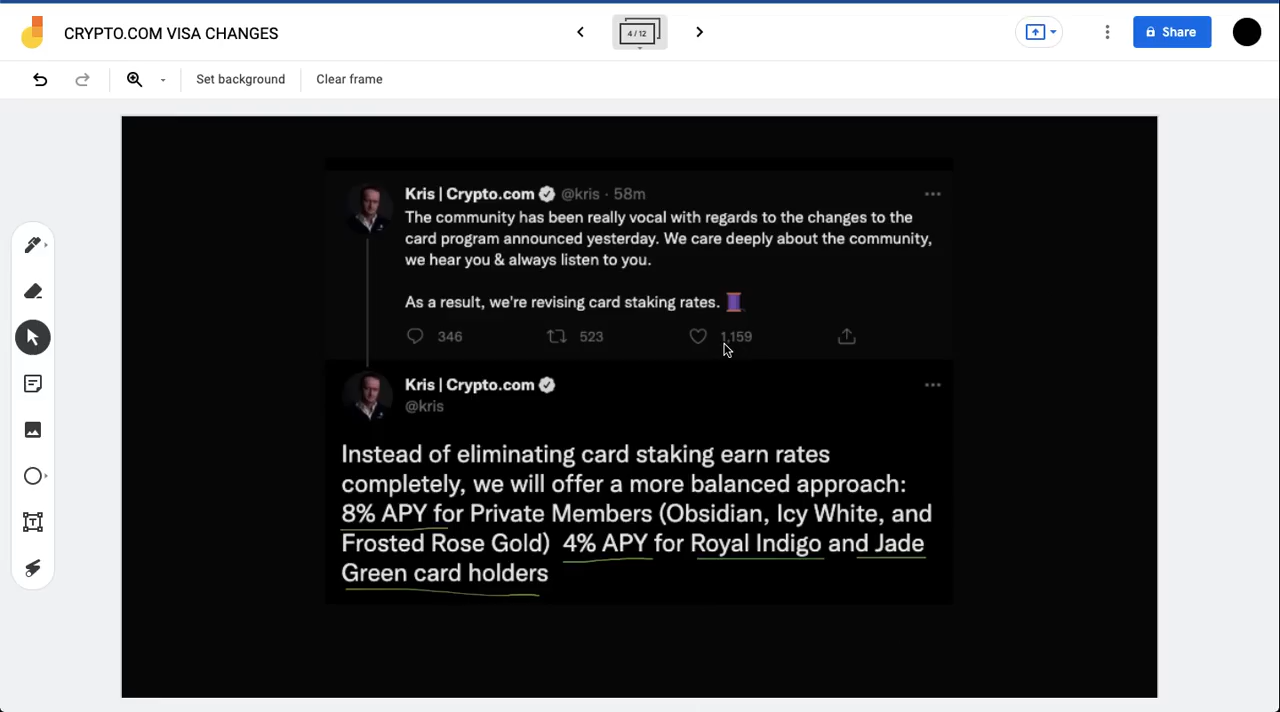 CRYPTO.COM VISA CHANGES
4 / 12
Share
Set background
Clear frame
Kris | Crypto.com @kris · 58m
The community has been really vocal with regards to the changes to the
card program announced yesterday. We care deeply about the community,
we hear you & always listen to you.
As a result, we're revising card staking rates. 🧵
346 523 1,159
Kris | Crypto.com
@kris
Instead of eliminating card staking earn rates
completely, we will offer a more balanced approach:
8% APY for Private Members (Obsidian, Icy White, and
Frosted Rose Gold) 4% APY for Royal Indigo and Jade
Green card holders